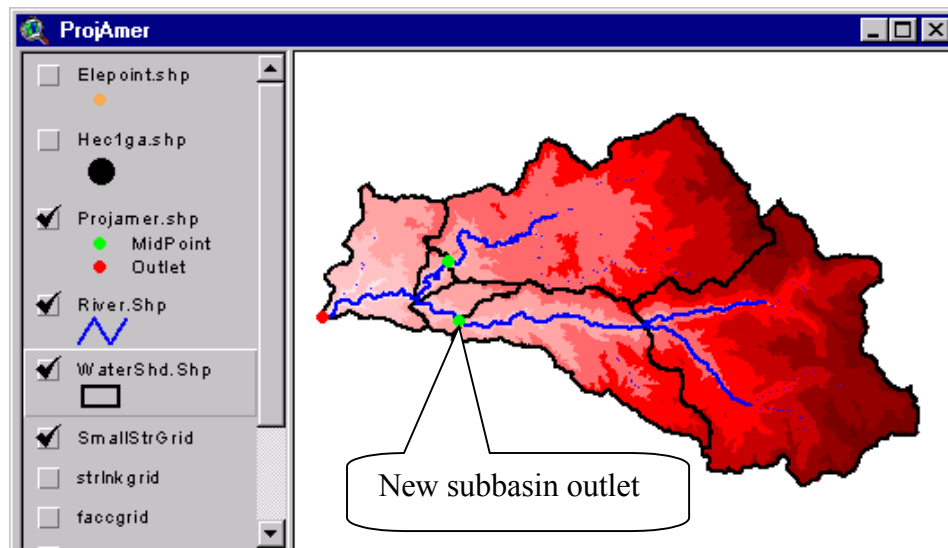 ProjAmer
Elepoint.shp
Hec1ga.shp
Projamer.shp
MidPoint
Outlet
River.Shp
WaterShd.Shp
SmallStrGrid
strlnkgrid
faccgrid
New subbasin outlet